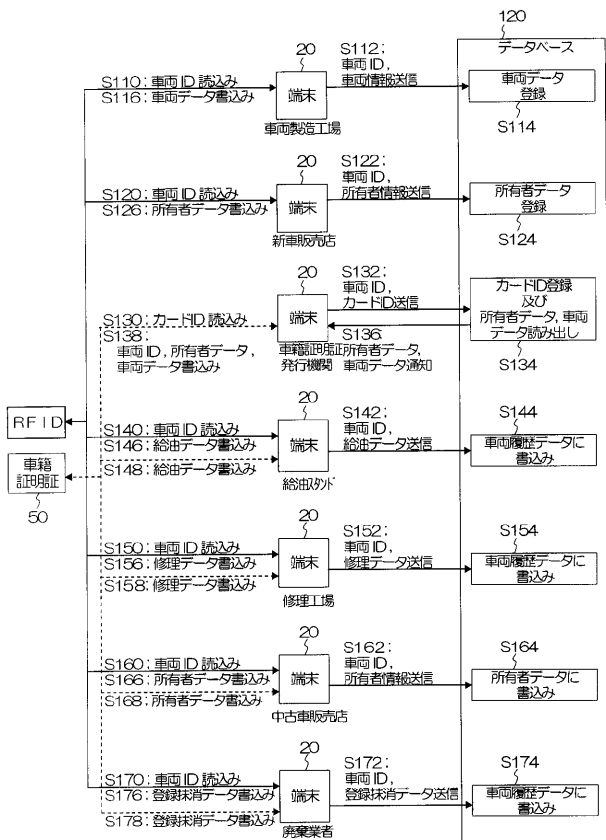 120
データベース
20
S112;
車両ID,
車両情報送信
S110;車両ID読込み
S116;車両データ書込み
端末
車両データ
登録
車両製造工場
S114
20
S122;
車両ID,
所有者情報送信
S120;車両ID読込み
S126;所有者データ書込み
端末
所有者データ
登録
新車販売店
S124
20
S132;
車両ID,
カードID送信
S130;カードID読込み
S138;
車両ID,所有者データ,
車両データ書込み
端末
カードID登録
及び
所有者データ,車両
データ読み出し
車籍証明証
発行機関
S136;
所有者データ,
車両データ通知
S134
RFID
車籍
証明証
50
20
S142;
車両ID,
給油データ送信
S144
S140;車両ID読込み
S146;給油データ書込み
S148;給油データ書込み
端末
車両履歴データに
書込み
給油スタンド
20
S152;
車両ID,
修理データ送信
S154
S150;車両ID読込み
S156;修理データ書込み
S158;修理データ書込み
端末
車両履歴データに
書込み
修理工場
20
S162;
車両ID,
所有者情報送信
S164
S160;車両ID読込み
S166;所有者データ書込み
S168;所有者データ書込み
端末
所有者データに
書込み
中古車販売店
20
S172;
車両ID,
登録抹消データ送信
S174
S170;車両ID読込み
S176;登録抹消データ書込み
S178;登録抹消データ書込み
端末
車両履歴データに
書込み
廃棄業者